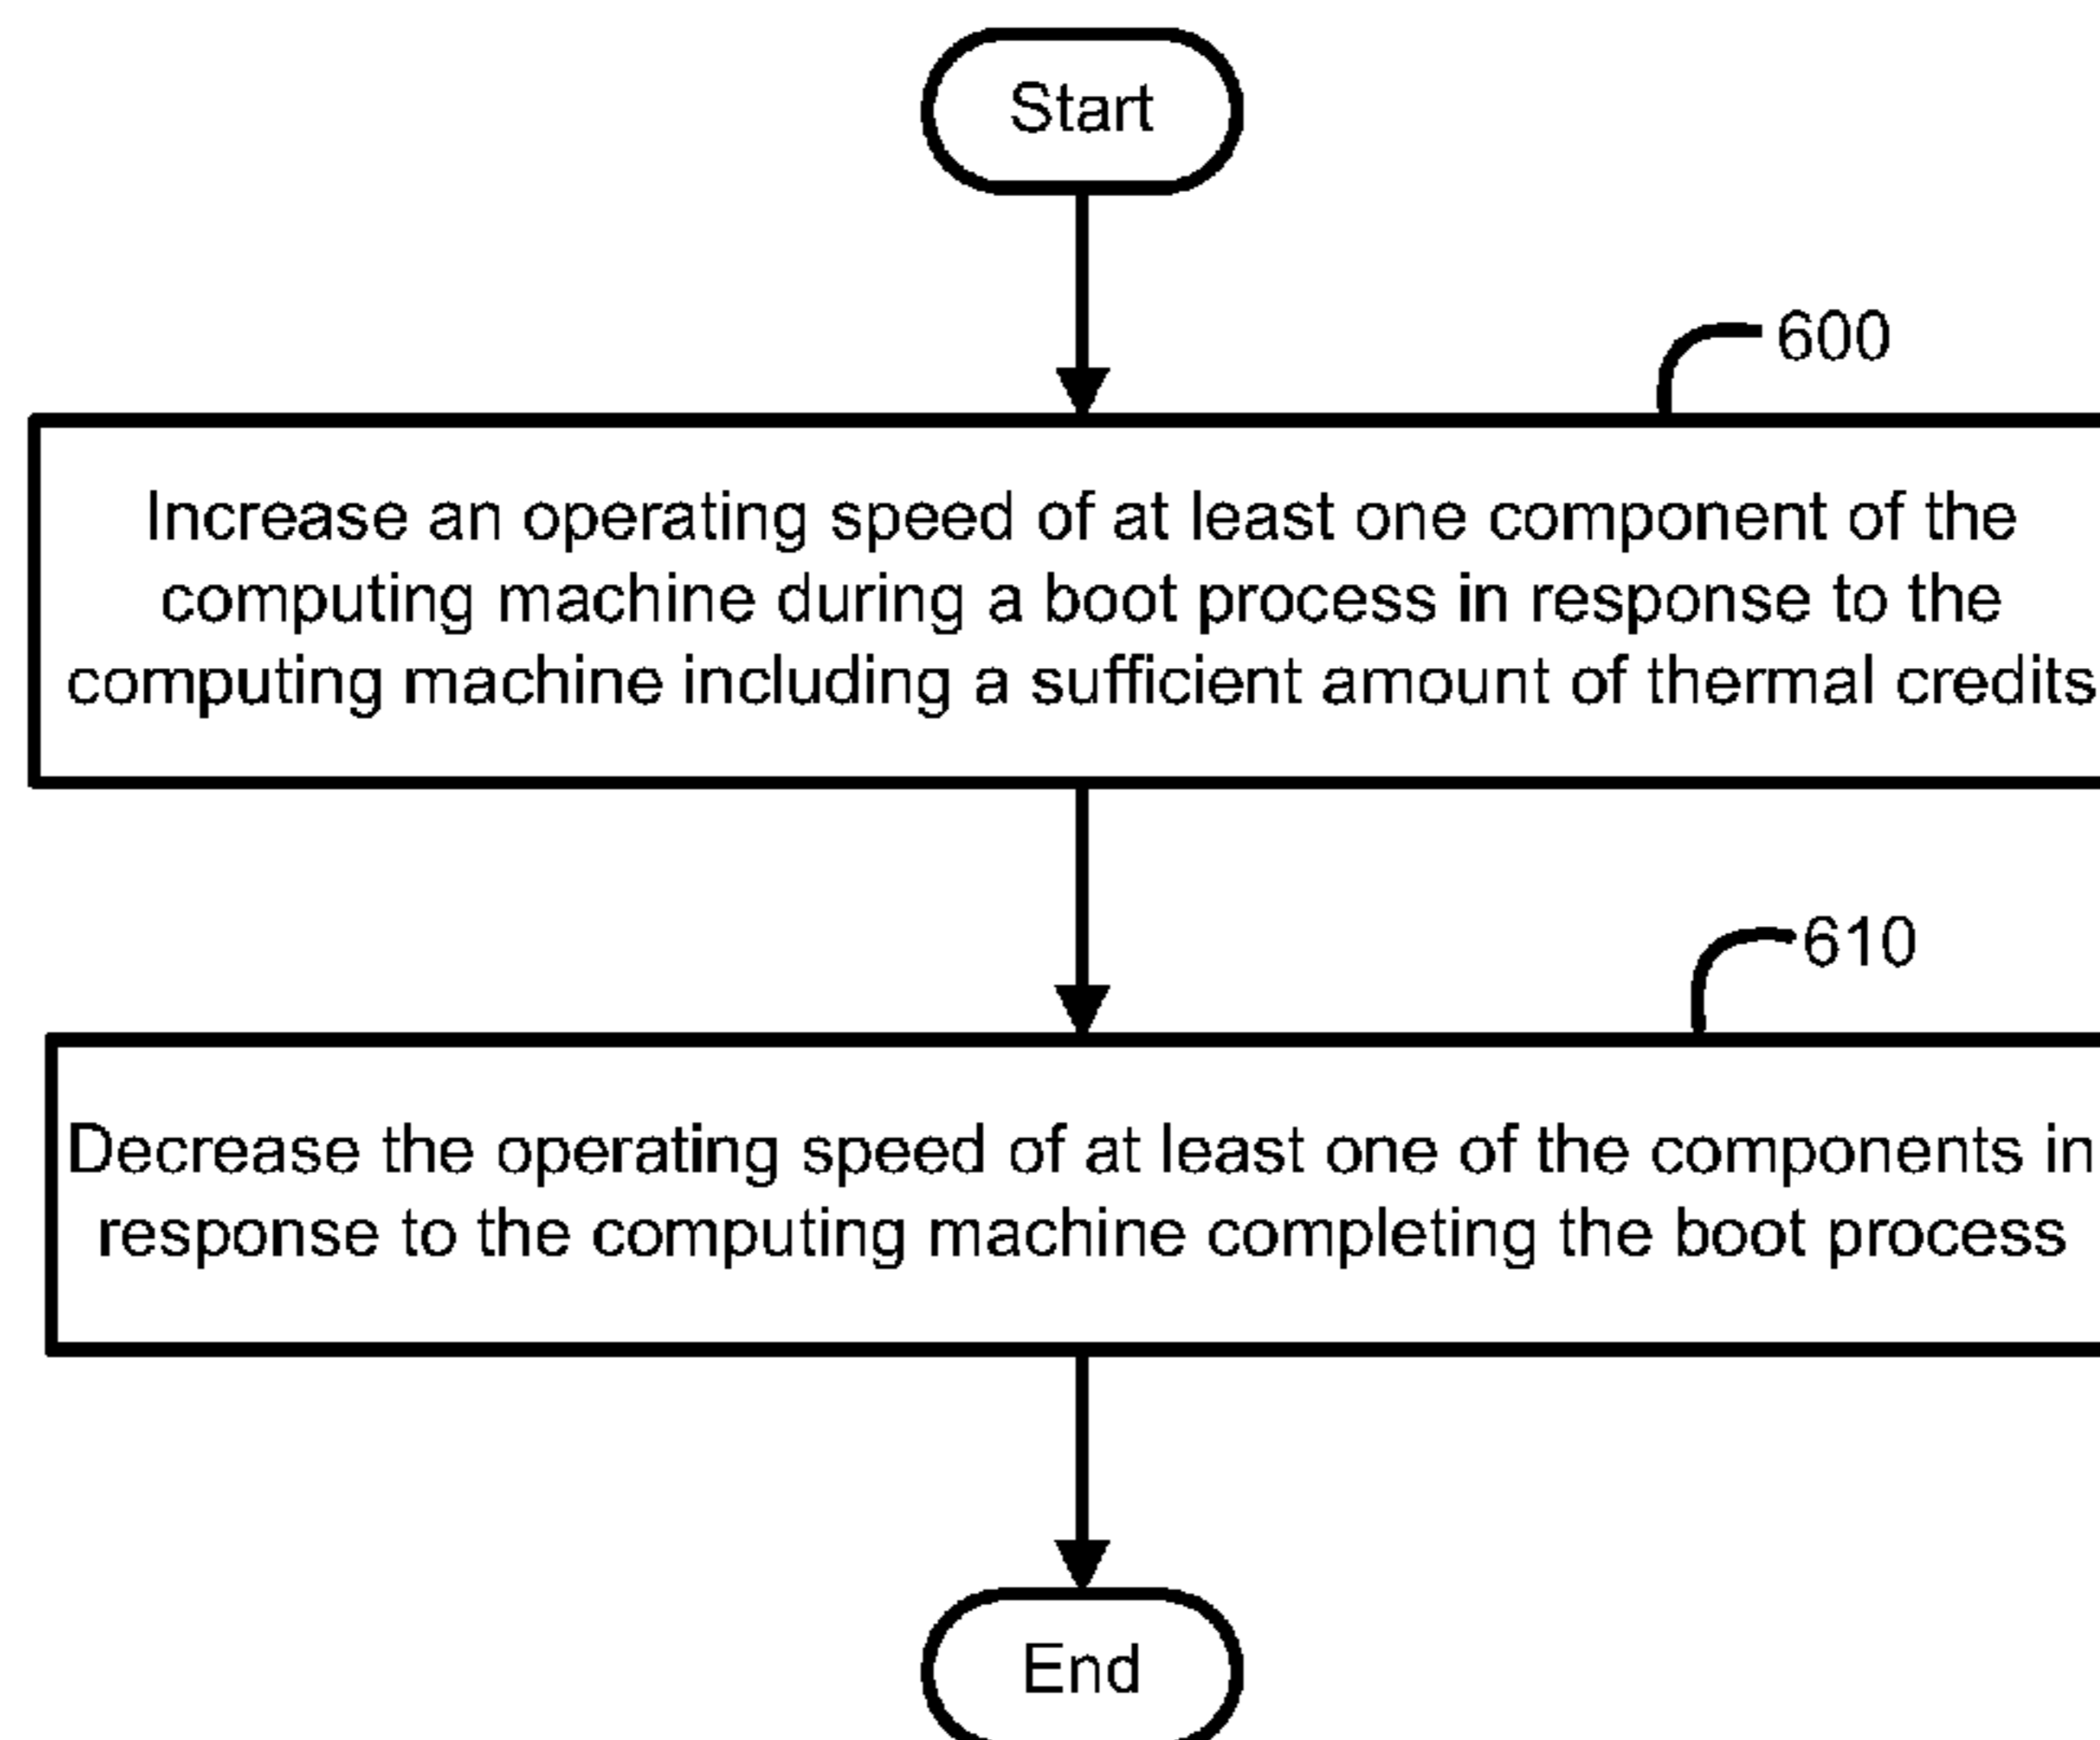 Start
600
Increase an operating speed of at least one component of the
computing machine during a boot process in response to the
computing machine including a sufficient amount of thermal credits
610
Decrease the operating speed of at least one of the components in
response to the computing machine completing the boot process
End